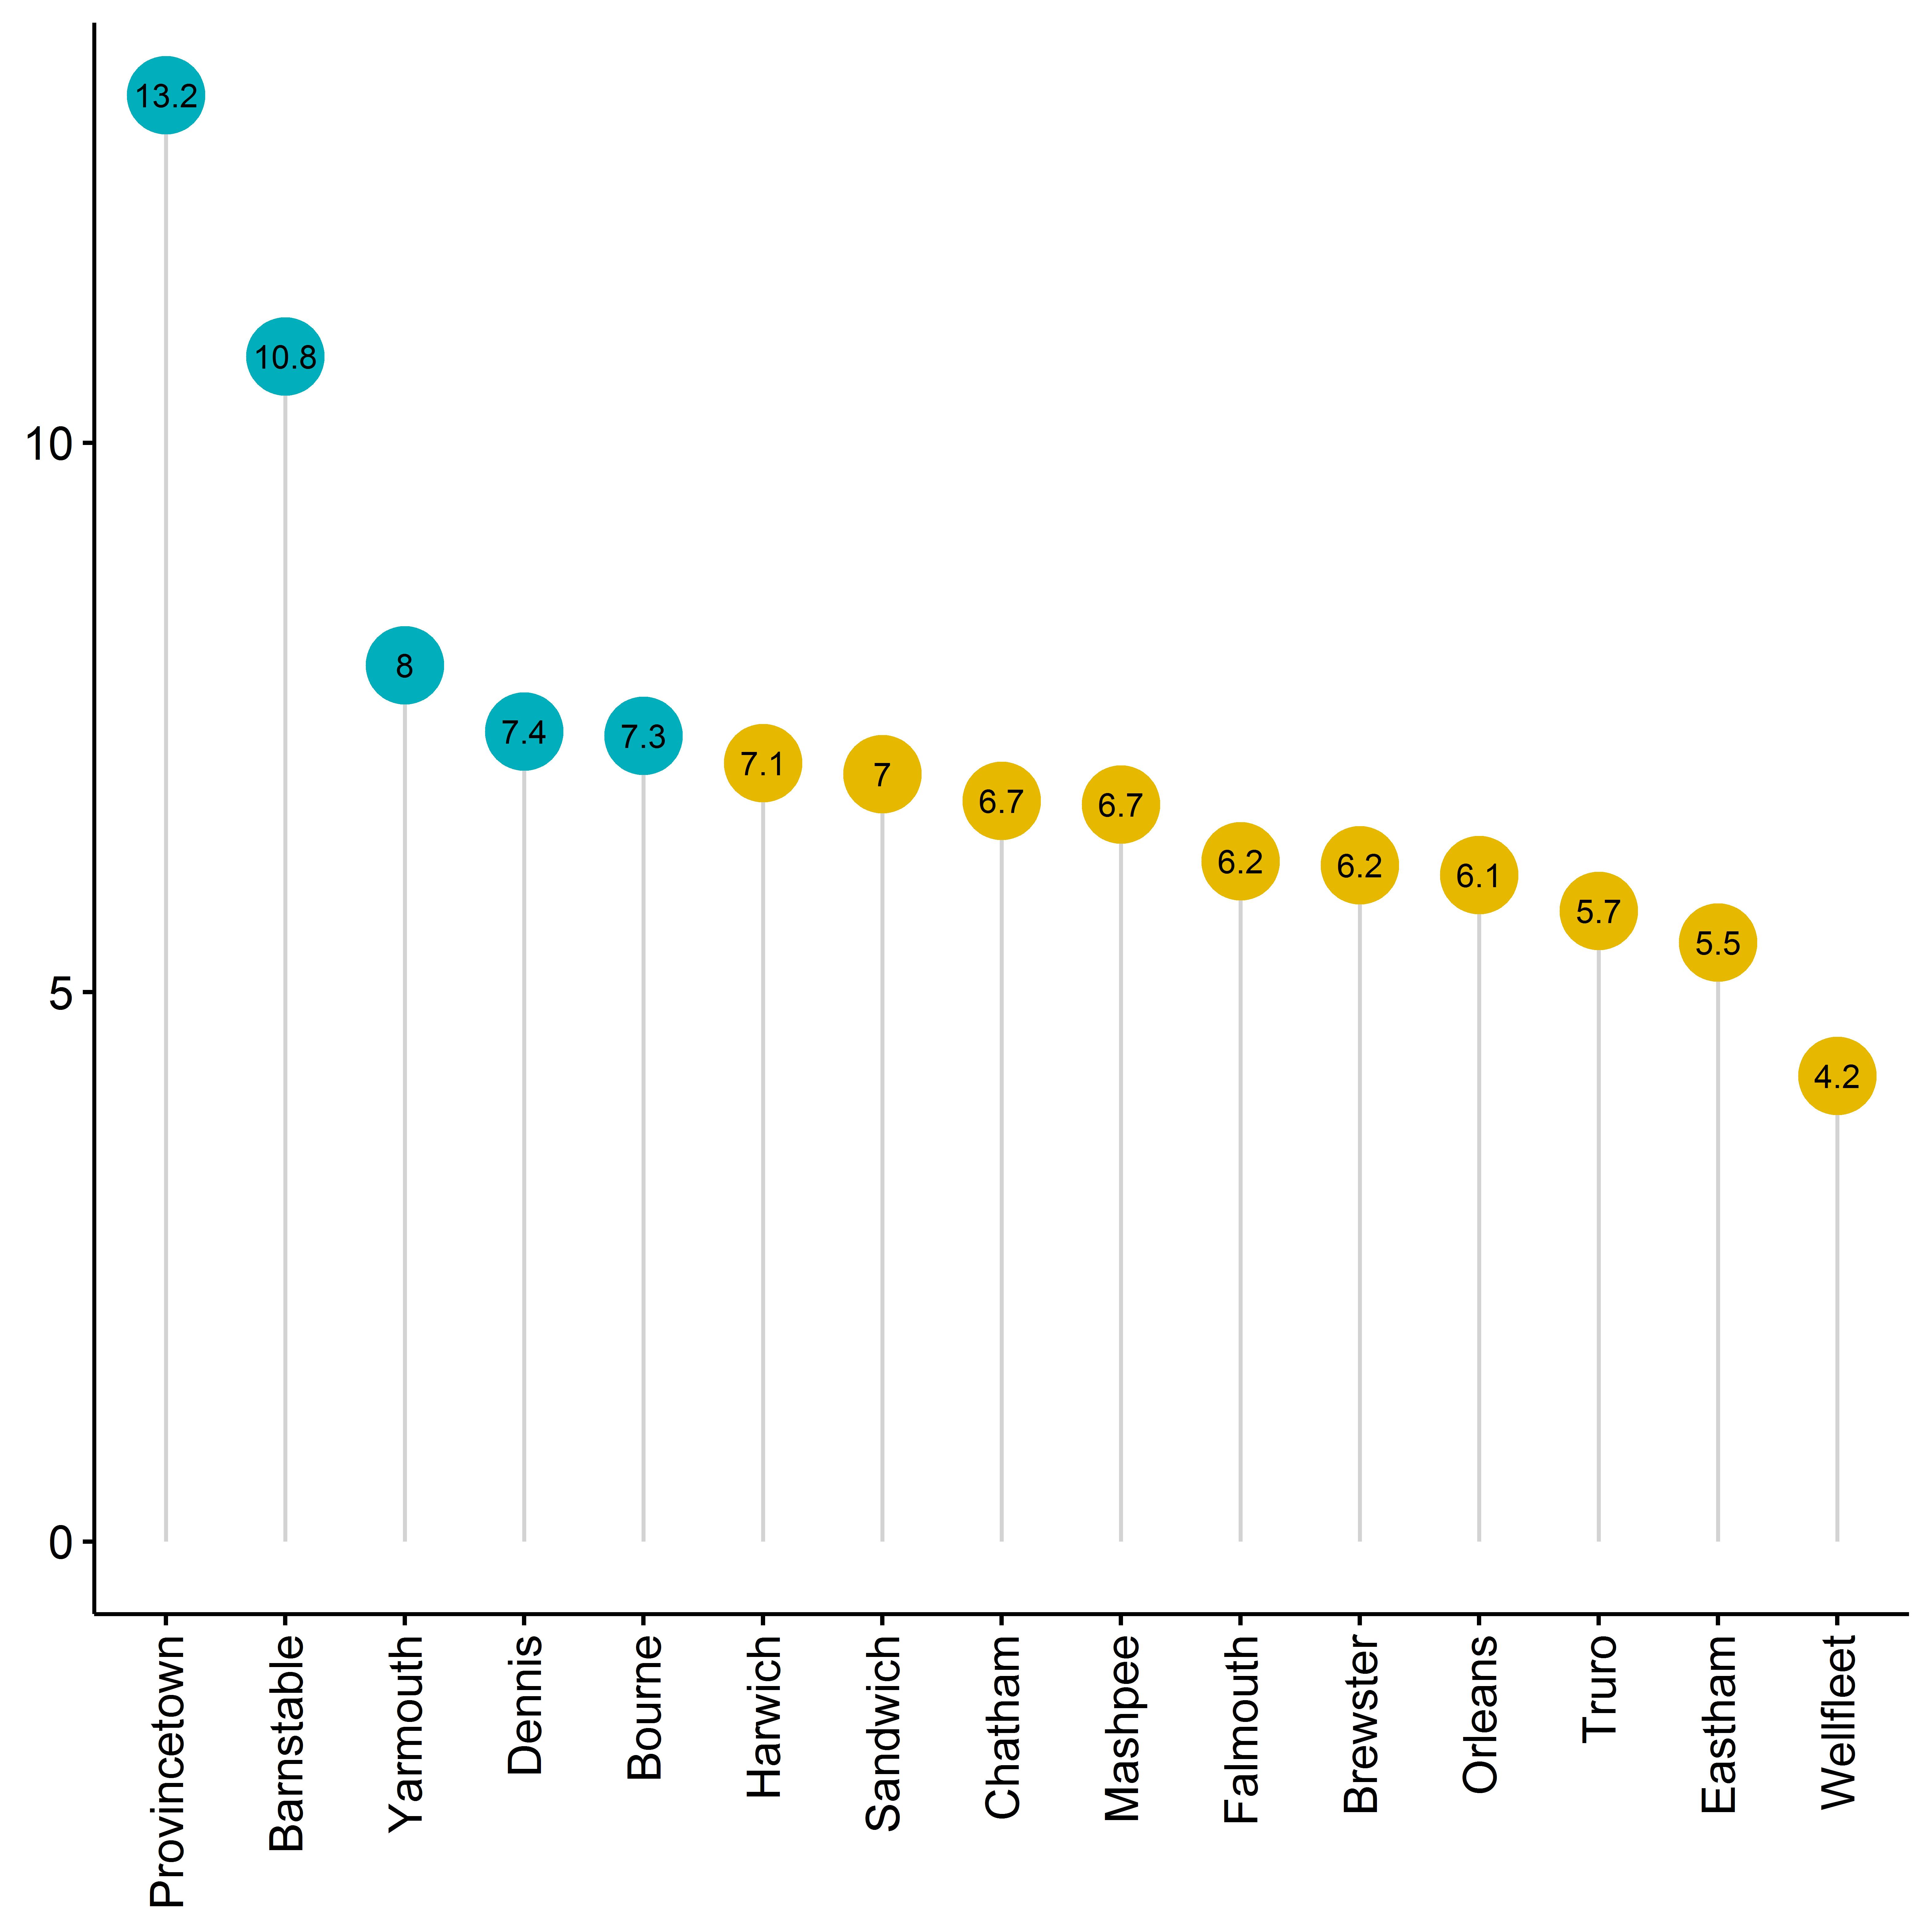 13.2
10.8
10
8
7.4
7.3
7.1
7
6.7
6.7
6.2
6.2
6.1
5.7
5.5
5
4.2
0
Provincetown
Barnstable
Yarmouth
Dennis
Bourne
Harwich
Sandwich
Chatham
Mashpee
Falmouth
Brewster
Orleans
Truro
Eastham
Wellfleet